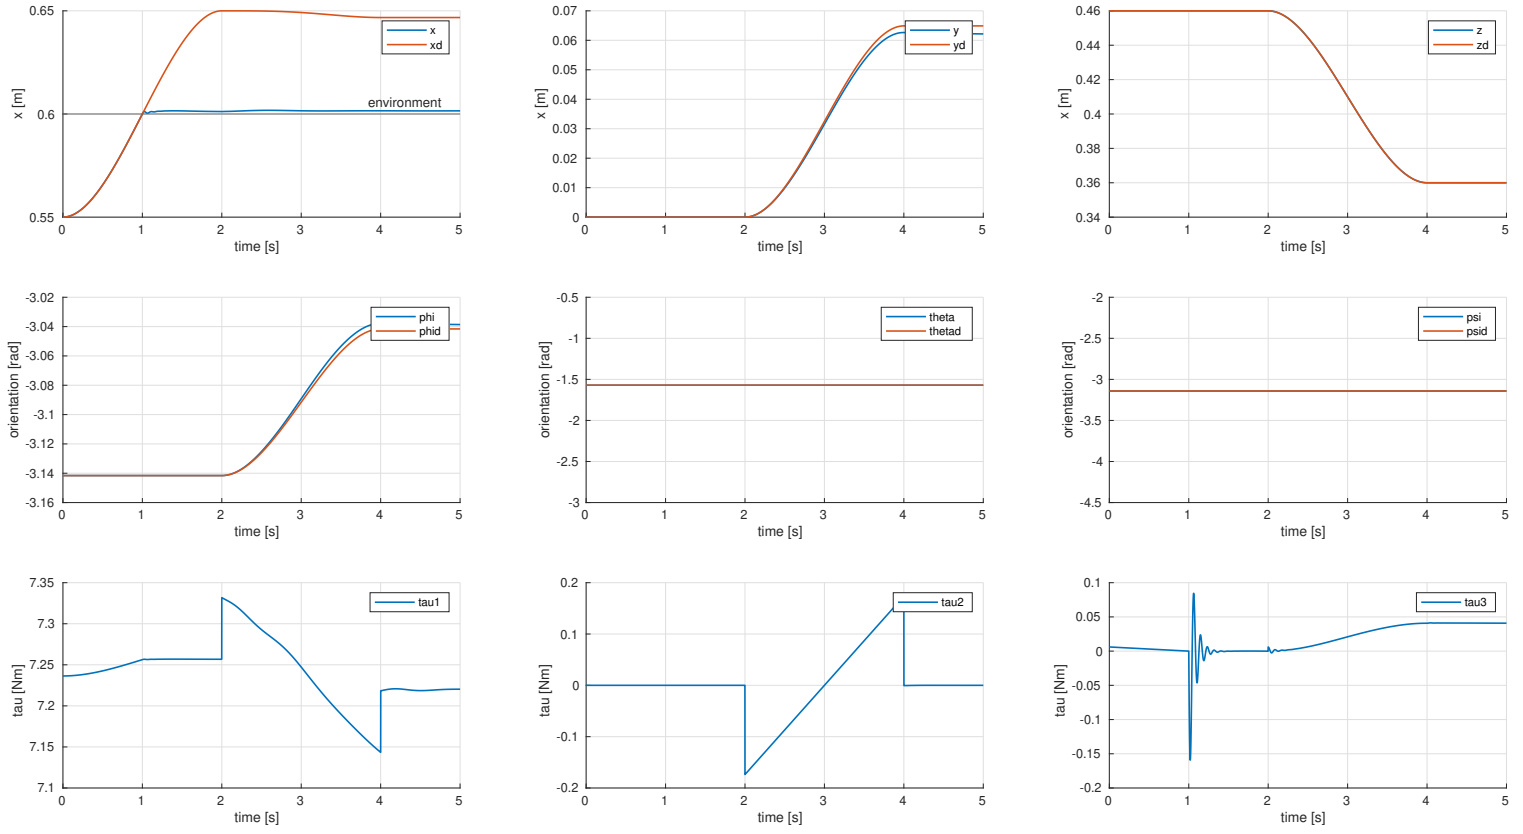 0.65
0.6
0.55
x [m]
x
xd
environment
0 1 2 3 4 5
time [s]
0.07
0.06
0.05
0.04
0.03
0.02
0.01
0
x [m]
y
yd
0 1 2 3 4 5
time [s]
0.46
0.44
0.42
0.4
0.38
0.36
0.34
x [m]
z
zd
0 1 2 3 4 5
time [s]
-3.02
-3.04
-3.06
-3.08
-3.1
-3.12
-3.14
-3.16
orientation [rad]
phi
phid
0 1 2 3 4 5
time [s]
-0.5
-1
-1.5
-2
-2.5
-3
orientation [rad]
theta
thetad
0 1 2 3 4 5
time [s]
-2
-2.5
-3
-3.5
-4
-4.5
orientation [rad]
psi
psid
0 1 2 3 4 5
time [s]
7.35
7.3
7.25
7.2
7.15
7.1
tau [Nm]
tau1
0 1 2 3 4 5
time [s]
0.2
0.1
0
-0.1
-0.2
tau [Nm]
tau2
0 1 2 3 4 5
time [s]
0.1
0.05
0
-0.05
-0.1
-0.15
-0.2
tau [Nm]
tau3
0 1 2 3 4 5
time [s]